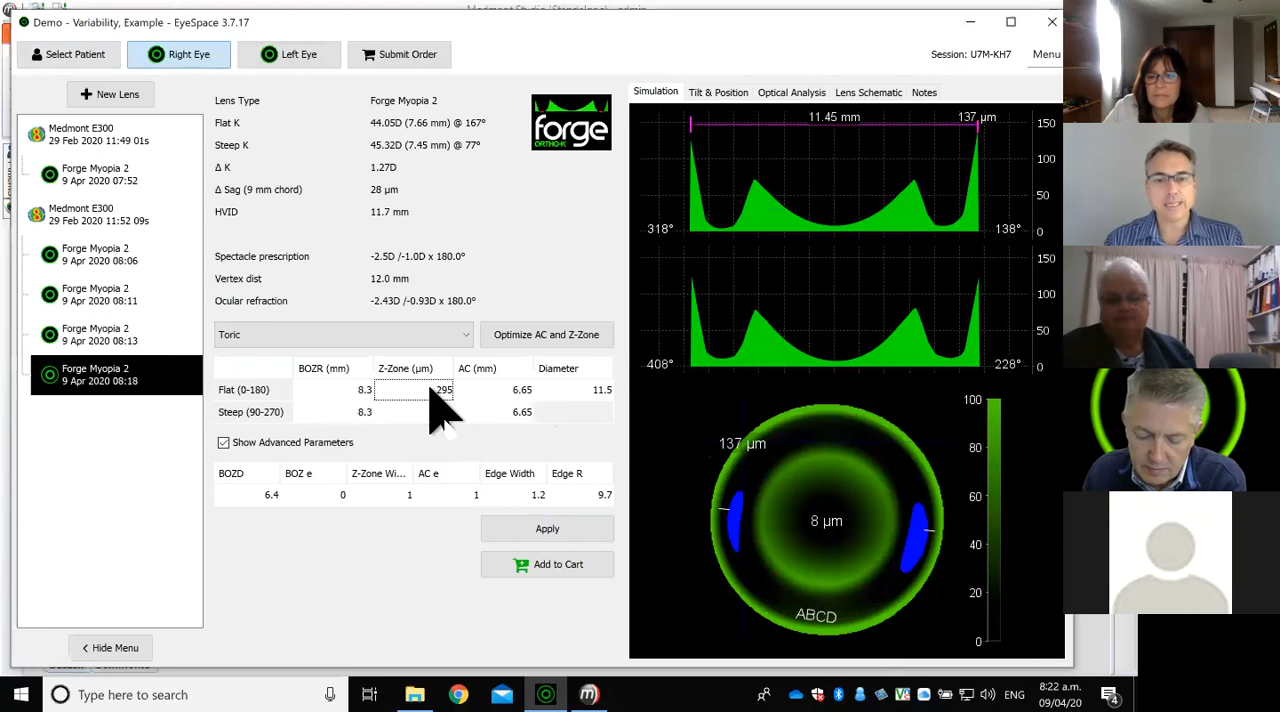 Medmont Studio (Standalone) - admin
Demo - Variability, Example - EyeSpace 3.7.17
Select Patient
Right Eye
Left Eye
Submit Order
Session: U7M-KH7
Menu
New Lens
Medmont E300
29 Feb 2020 11:49 01s
Forge Myopia 2
9 Apr 2020 07:52
Medmont E300
29 Feb 2020 11:52 09s
Forge Myopia 2
9 Apr 2020 08:06
Forge Myopia 2
9 Apr 2020 08:11
Forge Myopia 2
9 Apr 2020 08:13
Forge Myopia 2
9 Apr 2020 08:18
Hide Menu
Lens Type Forge Myopia 2
Flat K 44.05D (7.66 mm) @ 167°
Steep K 45.32D (7.45 mm) @ 77°
Δ K 1.27D
Δ Sag (9 mm chord) 28 µm
HVID 11.7 mm
Spectacle prescription -2.5D /-1.0D x 180.0°
Vertex dist 12.0 mm
Ocular refraction -2.43D /-0.93D x 180.0°
forge
ORTHO-K
Toric
Optimize AC and Z-Zone
BOZR (mm) Z-Zone (µm) AC (mm) Diameter
Flat (0-180) 8.3 295 6.65 11.5
Steep (90-270) 8.3 6.65
Show Advanced Parameters
BOZD BOZ e Z-Zone Wi... AC e Edge Width Edge R
6.4 0 1 1 1.2 9.7
Apply
Add to Cart
Simulation
Tilt & Position
Optical Analysis
Lens Schematic
Notes
11.45 mm
137 µm
150
100
50
0
318°
138°
150
100
50
0
408°
228°
137 µm
8 µm
ABCD
100
80
60
40
20
0
Type here to search
ENG
8:22 a.m.
09/04/20
4